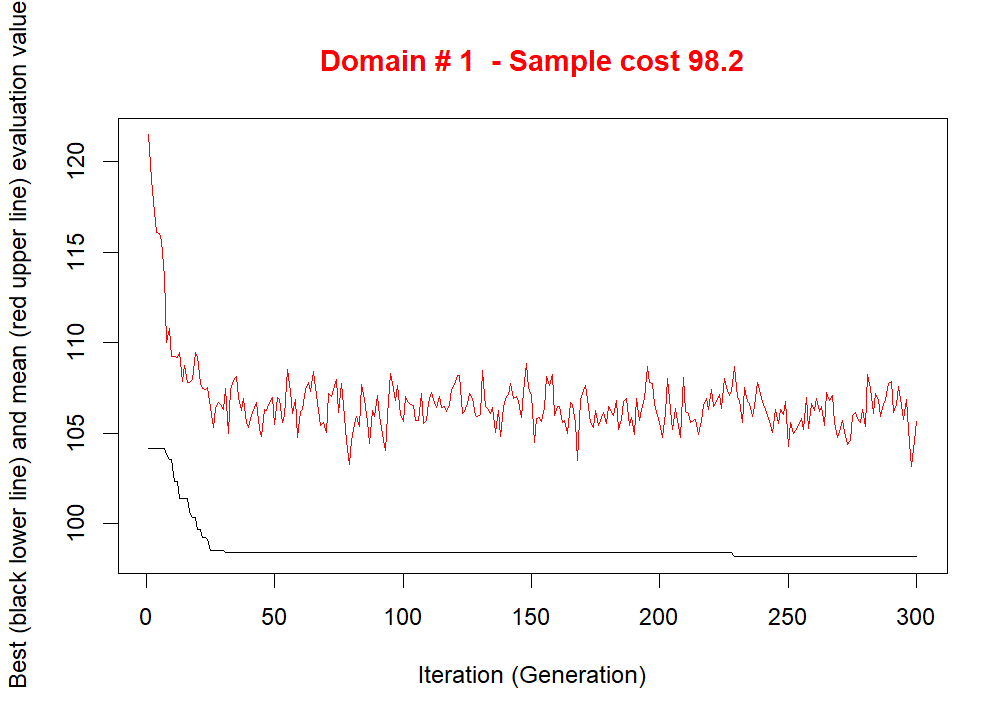 Domain # 1  - Sample cost 98.2
Best (black lower line) and mean (red upper line) evaluation value
120
115
110
105
100
0 50 100 150 200 250 300
Iteration (Generation)